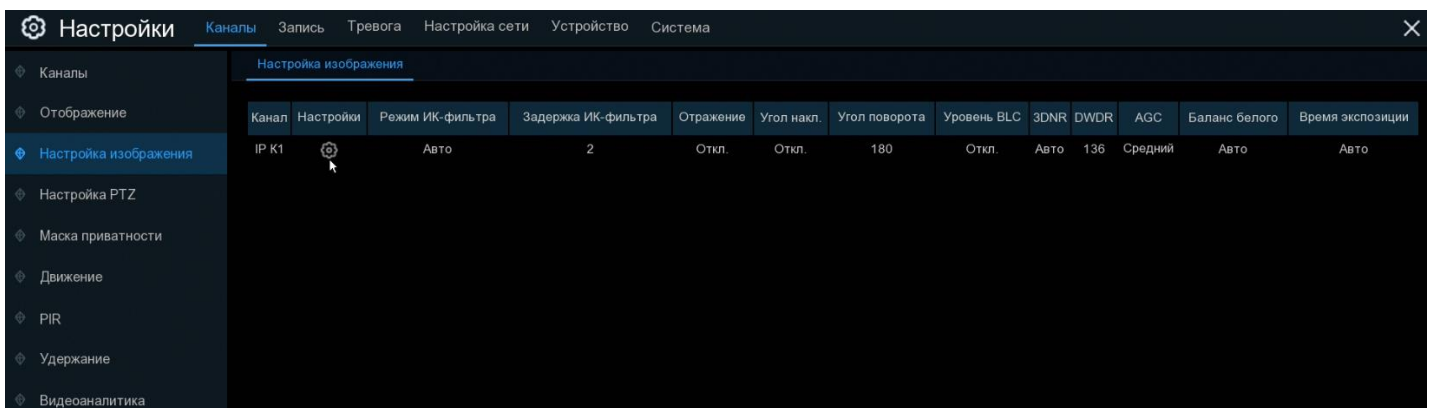 Настройки Каналы Запись Тревога Настройка сети Устройство Система
Каналы
Отображение
Настройка изображения
Настройка PTZ
Маска приватности
Движение
PIR
Удержание
Видеоаналитика
Настройка изображения
Канал Настройки Режим ИК-фильтра Задержка ИК-фильтра Отражение Угол накл. Угол поворота Уровень BLC 3DNR DWDR AGC Баланс белого Время экспозиции
IP K1 Авто 2 Откл. Откл. 180 Откл. Авто 136 Средний Авто Авто